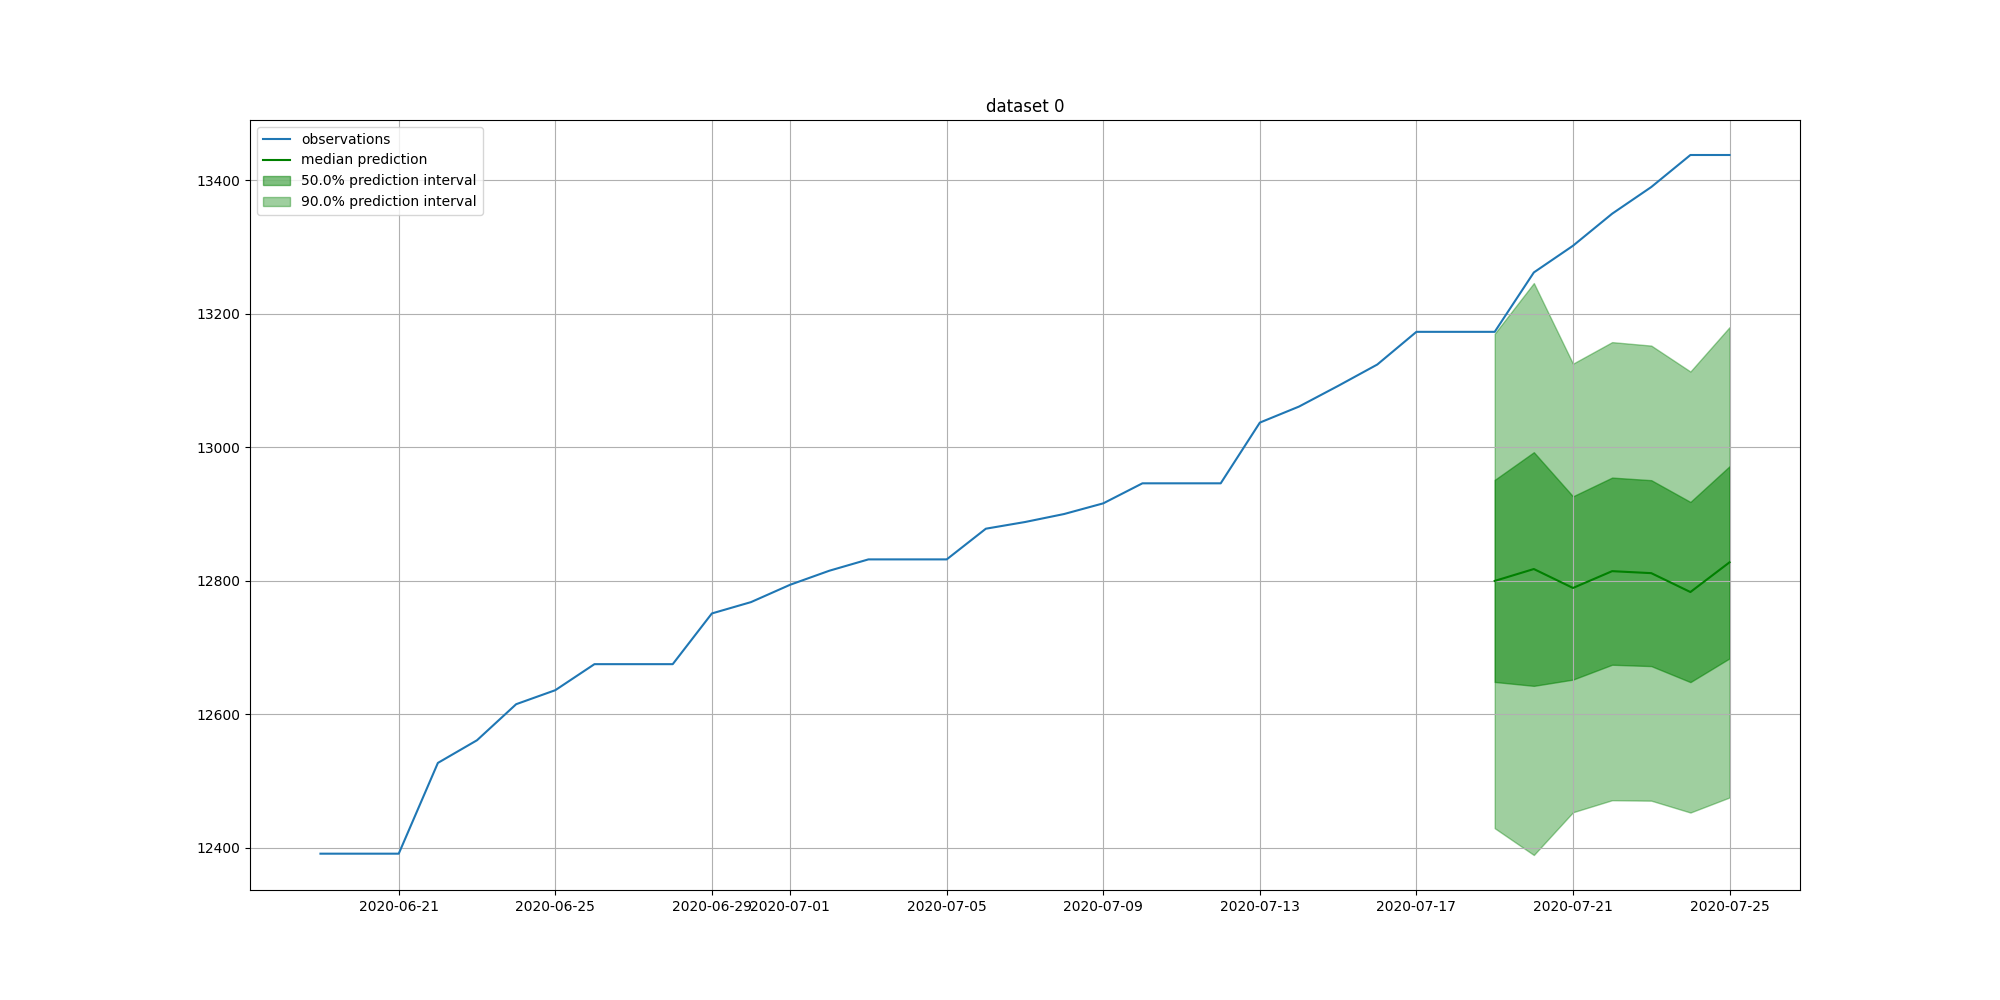 dataset 0
observations
median prediction
50.0% prediction interval
90.0% prediction interval
13400
13200
13000
12800
12600
12400
2020-06-21 2020-06-25 2020-06-29 2020-07-01 2020-07-05 2020-07-09 2020-07-13 2020-07-17 2020-07-21 2020-07-25